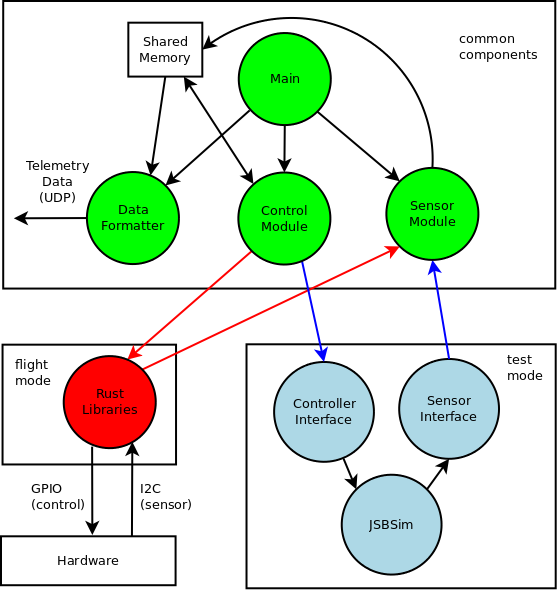 Shared
Memory
Main
common
components
Telemetry
Data
(UDP)
Data
Formatter
Control
Module
Sensor
Module
flight
mode
Rust
Libraries
test
mode
Controller
Interface
Sensor
Interface
GPIO
(control)
I2C
(sensor)
JSBSim
Hardware